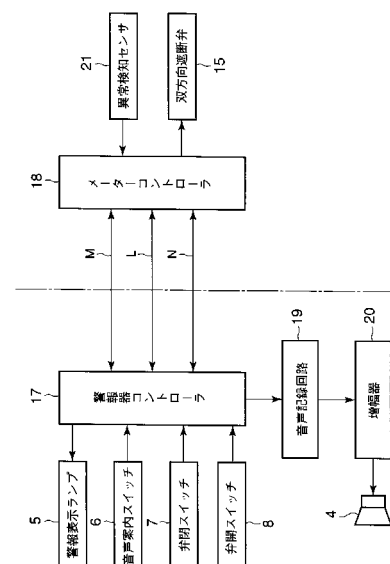 21
異常検知センサ
15
双方向遮断弁
18
メーターコントローラ
M
L
N
17
警報器コントローラ
19
音声記録回路
20
増幅器
5
警報表示ランプ
6
音声案内スイッチ
7
弁閉スイッチ
8
弁開スイッチ
4